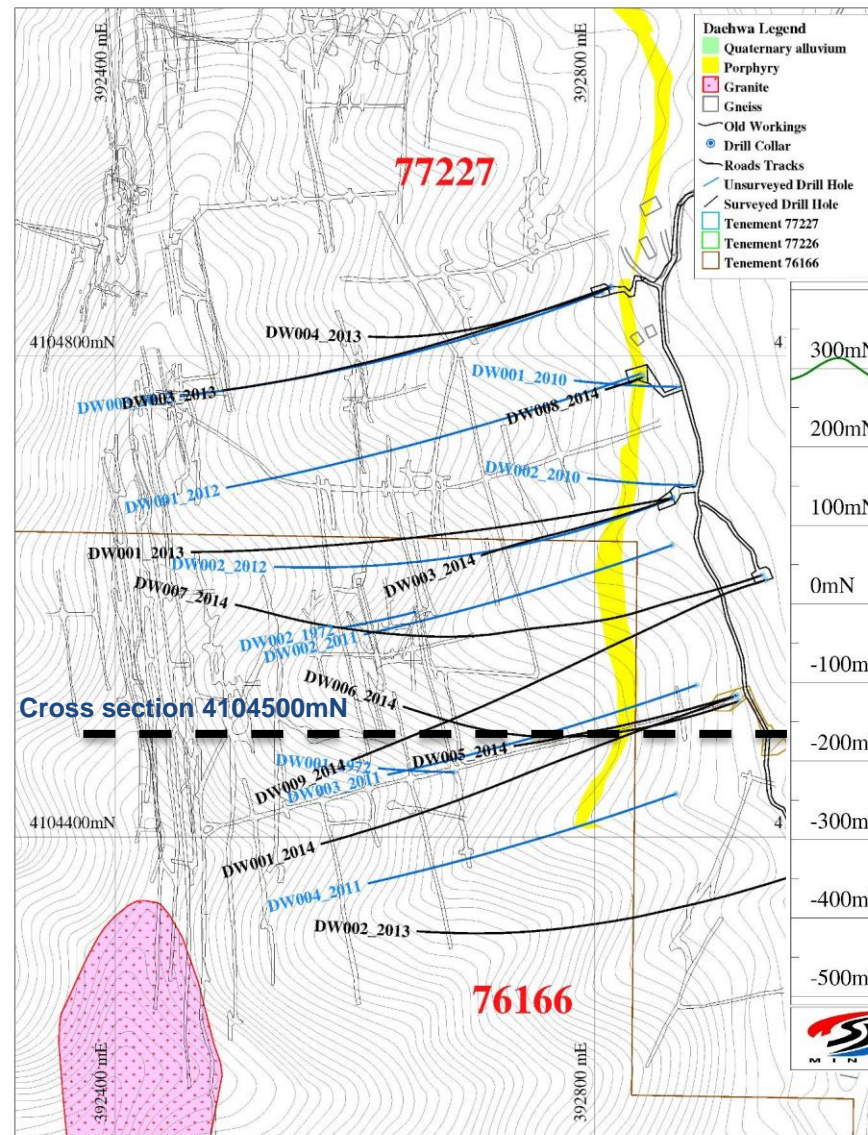 392400 mE
392800 mE
Daehwa Legend
Quaternary alluvium
Porphyry
Granite
Gneiss
Old Workings
Drill Collar
Roads Tracks
Unsurveyed Drill Hole
Surveyed Drill Hole
Tenement 77227
Tenement 77226
Tenement 76166
77227
DW004_2013
4104800mN
300mN
DW001_2010
DW003_2013
DW008_2014
200mN
DW002_2010
DW001_2012
100mN
DW001_2013
DW002_2012
DW003_2014
0mN
DW007_2014
DW002_1972
DW002_2011
-100m
DW006_2014
Cross section 4104500mN
-200m
DW005_2014
DW001_1972
DW009_2014
DW003_2011
4104400mN
-300m
DW001_2014
DW004_2011
-400m
DW002_2013
-500m
76166
392400 mE
392800 mE
MIN